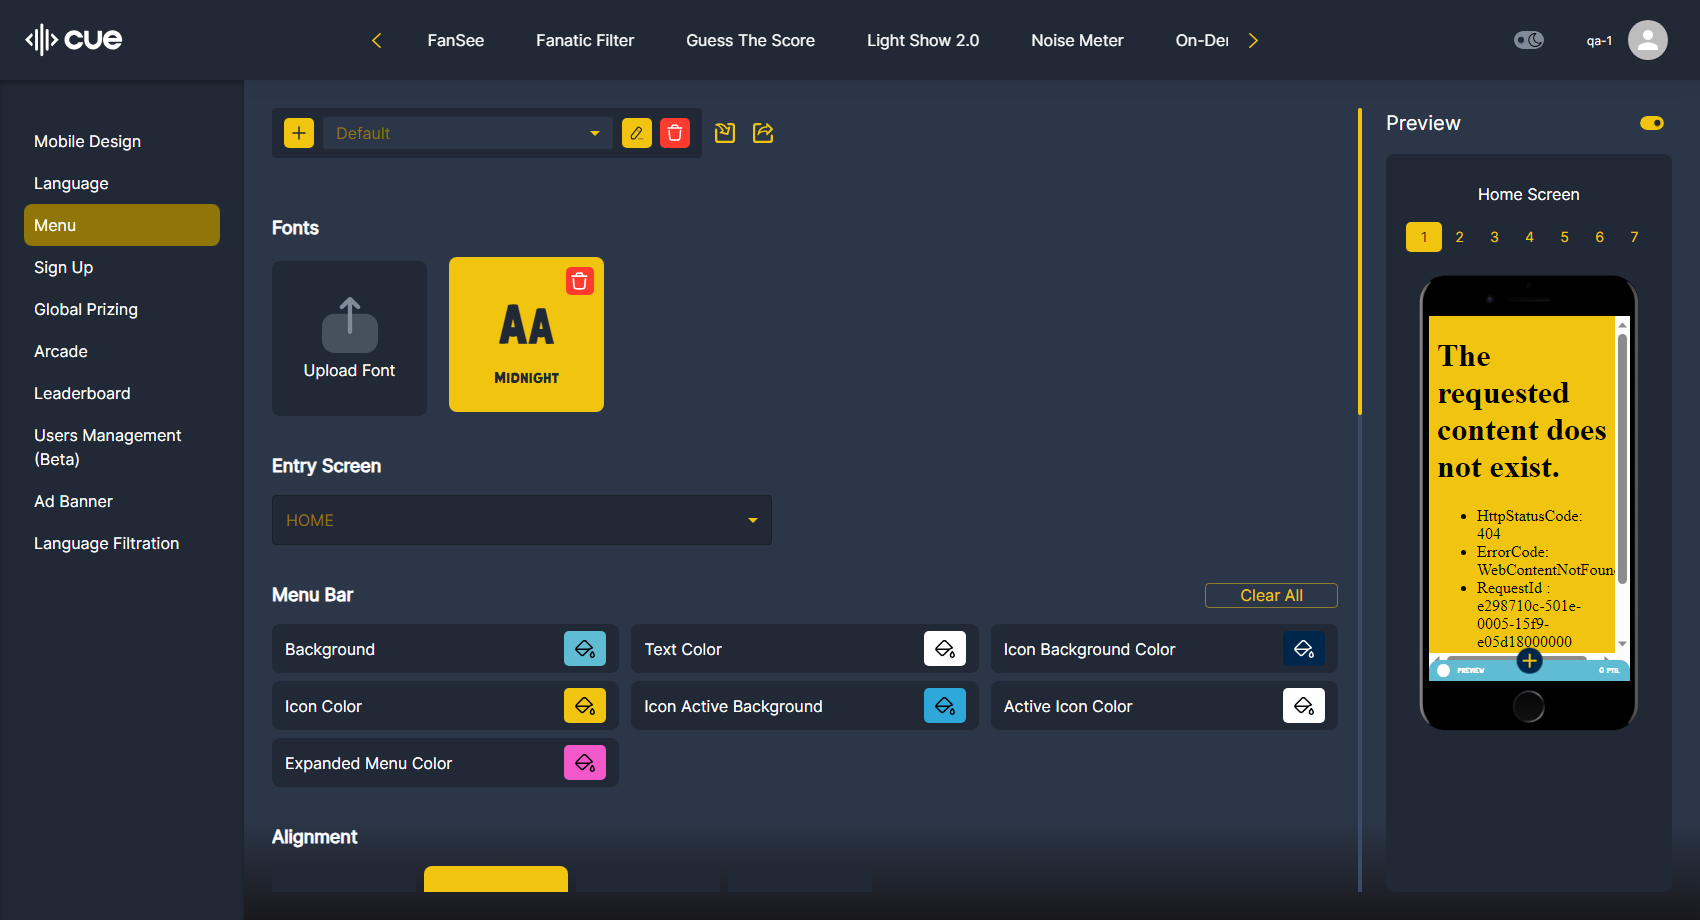 cue
FanSee
Fanatic Filter
Guess The Score
Light Show 2.0
Noise Meter
On-De
qa-1
Mobile Design
Language
Menu
Sign Up
Global Prizing
Arcade
Leaderboard
Users Management
(Beta)
Ad Banner
Language Filtration
Default
Fonts
Upload Font
AA
MIDNIGHT
Entry Screen
HOME
Menu Bar
Clear All
Background
Text Color
Icon Background Color
Icon Color
Icon Active Background
Active Icon Color
Expanded Menu Color
Alignment
Preview
Home Screen
1 2 3 4 5 6 7
The
requested
content does
not exist.
HttpStatusCode:
404
ErrorCode:
WebContentNotFoun
RequestId :
e298710c-501e-
0005-15f9-
e05d18000000
PREVIEW
0 PTS.